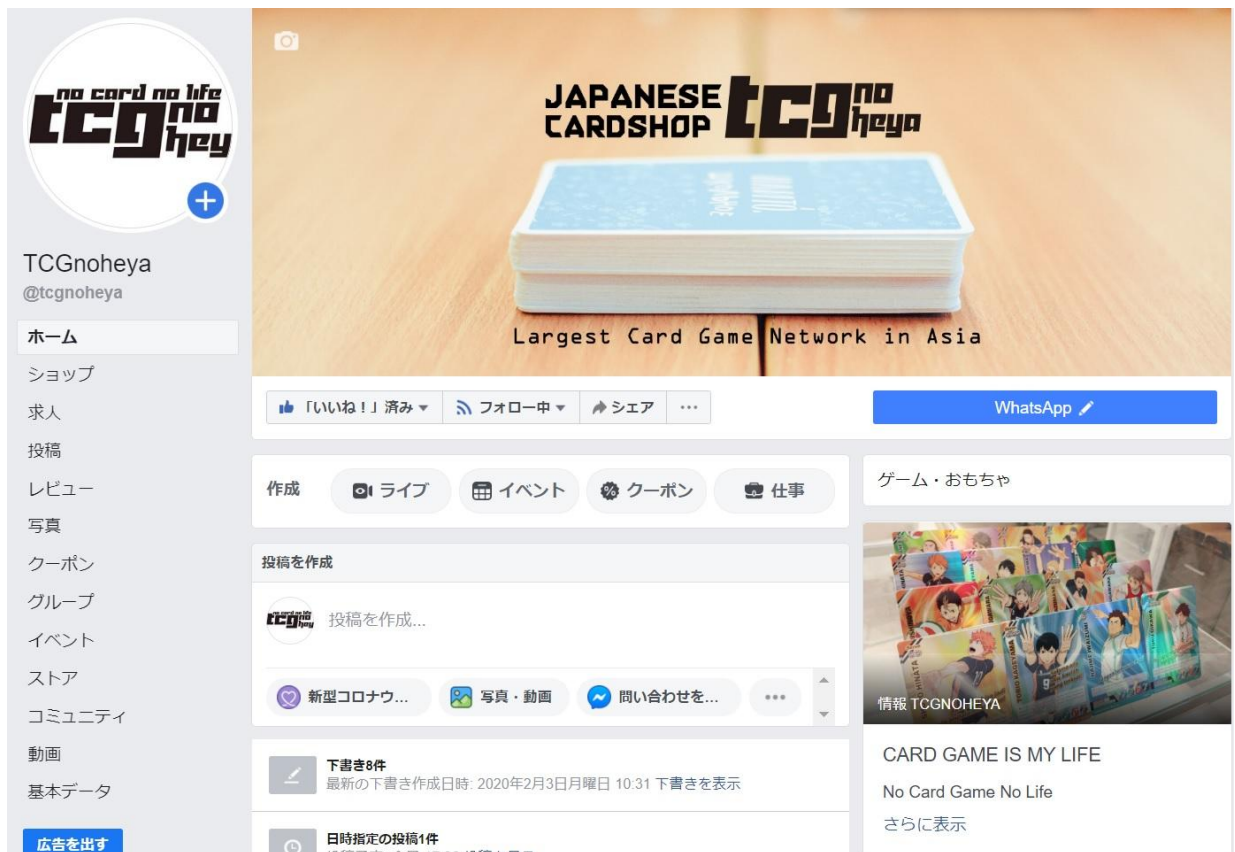 no card no life
tcg no
hey
TCGnoheya
@tcgnoheya
ホーム
ショップ
求人
投稿
レビュー
写真
クーポン
グループ
イベント
ストア
コミュニティ
動画
基本データ
広告を出す
JAPANESE
CARDSHOP
tcg no
heya
Largest Card Game Network in Asia
「いいね！」済み
フォロー中
シェア
...
WhatsApp
作成
ライブ
イベント
クーポン
仕事
投稿を作成
no card no life
tcg no
hey
投稿を作成...
新型コロナウ...
写真・動画
問い合わせを...
下書き8件
最新の下書き作成日時: 2020年2月3日月曜日 10:31 下書きを表示
日時指定の投稿1件
ゲーム・おもちゃ
情報 TCGNOHEYA
CARD GAME IS MY LIFE
No Card Game No Life
さらに表示